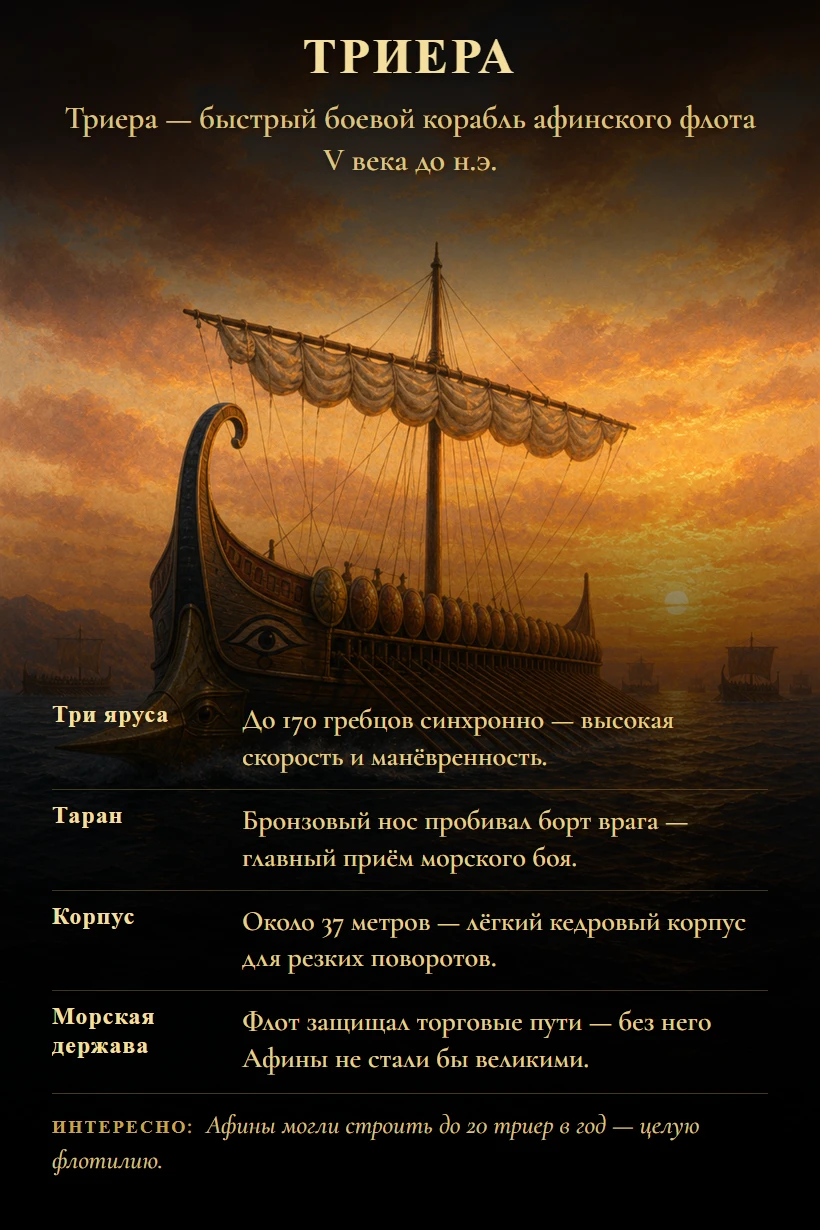 ТРИЕРА
Триера — быстрый боевой корабль афинского флота
V века до н.э.
Три яруса
До 170 гребцов синхронно — высокая
скорость и манёвренность.
Таран
Бронзовый нос пробивал борт врага —
главный приём морского боя.
Корпус
Около 37 метров — лёгкий кедровый корпус
для резких поворотов.
Морская
держава
Флот защищал торговые пути — без него
Афины не стали бы великими.
ИНТЕРЕСНО: Афины могли строить до 20 триер в год — целую
флотилию.